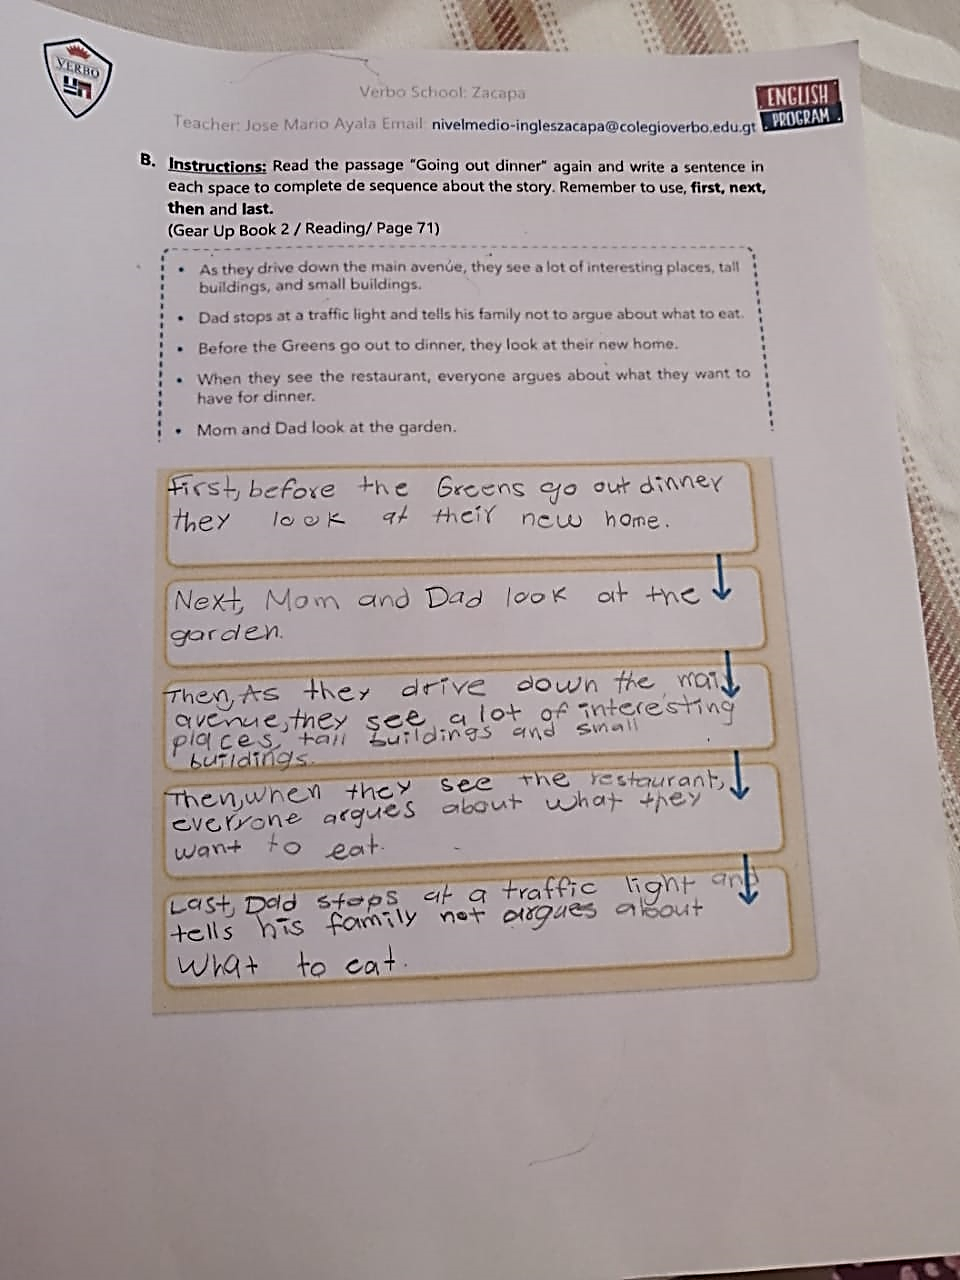 VERBO
Verbo School: Zacapa
ENGLISH
PROGRAM
Teacher: Jose Mario Ayala Email: nivelmedio-ingleszacapa@colegioverbo.edu.gt
B. Instructions: Read the passage "Going out dinner" again and write a sentence in
each space to complete de sequence about the story. Remember to use, first, next,
then and last.
(Gear Up Book 2 / Reading/ Page 71)
• As they drive down the main avenue, they see a lot of interesting places, tall
buildings, and small buildings.
• Dad stops at a traffic light and tells his family not to argue about what to eat.
• Before the Greens go out to dinner, they look at their new home.
• When they see the restaurant, everyone argues about what they want to
have for dinner.
• Mom and Dad look at the garden.
First, before the Greens go out dinner
they look at their new home.
Next, Mom and Dad look at the
garden.
Then, As they drive down the mai
avenue, they see a lot of interesting
places, tall buildings and small
buildings.
Then, when they see the restaurant,
everyone argues about what they
want to eat.
Last, Dad stops at a traffic light and
tells his family not argues about
what to eat.